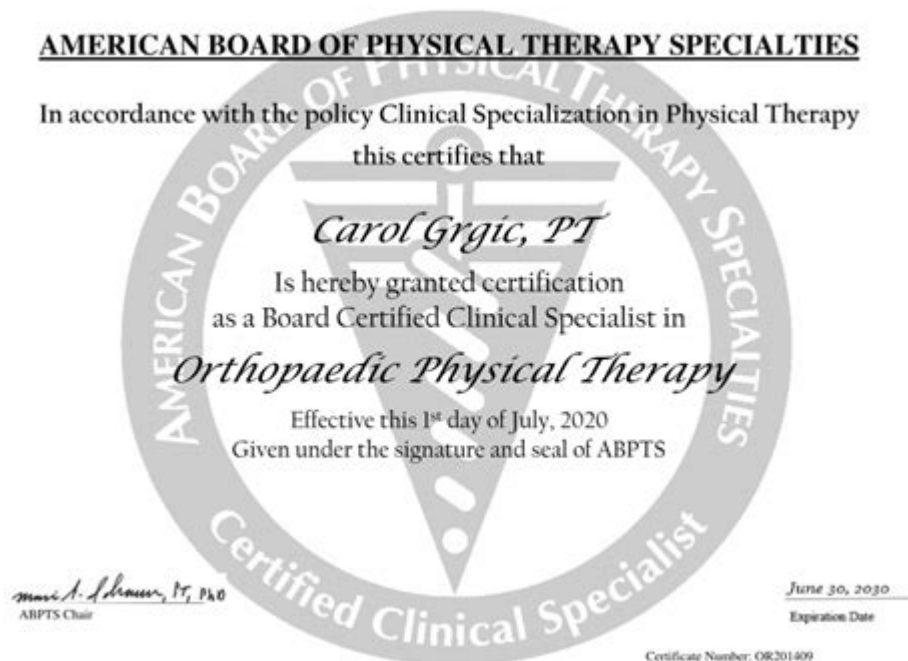 AMERICAN BOARD OF PHYSICAL THERAPY SPECIALTIES
In accordance with the policy Clinical Specialization in Physical Therapy
this certifies that
Carol Grgic, PT
Is hereby granted certification
as a Board Certified Clinical Specialist in
Orthopaedic Physical Therapy
Effective this 1st day of July, 2020
Given under the signature and seal of ABPTS
AMERICAN BOARD OF PHYSICAL THERAPY SPECIALTIES
Certified Clinical Specialist
PT, PhD
ABPTS Chair
June 30, 2030
Expiration Date
Certificate Number: OR201409